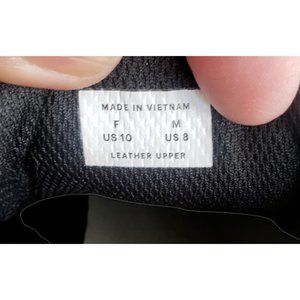 MADE IN VIETNAM
F M
US 10 US 8
LEATHER UPPER